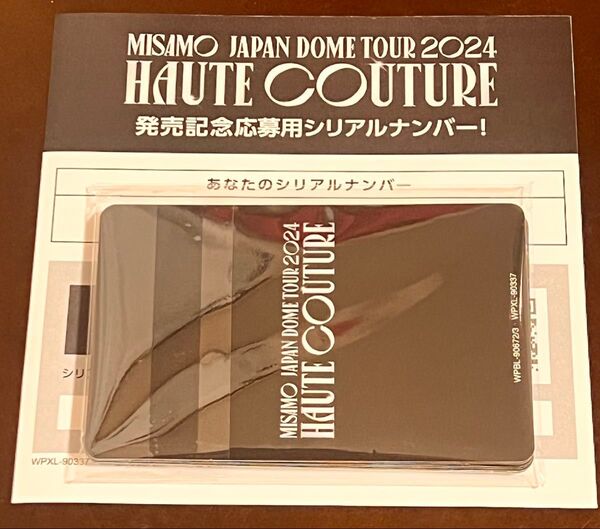 MISAMO JAPAN DOME TOUR 2024
HAUTE COUTURE
発売記念応募用シリアルナンバー!
あなたのシリアルナンバー
MISAMO JAPAN DOME TOUR 2024
HAUTE COUTURE
WPBL-90672/3・WPXL-90337
シリ
WPXL-90337